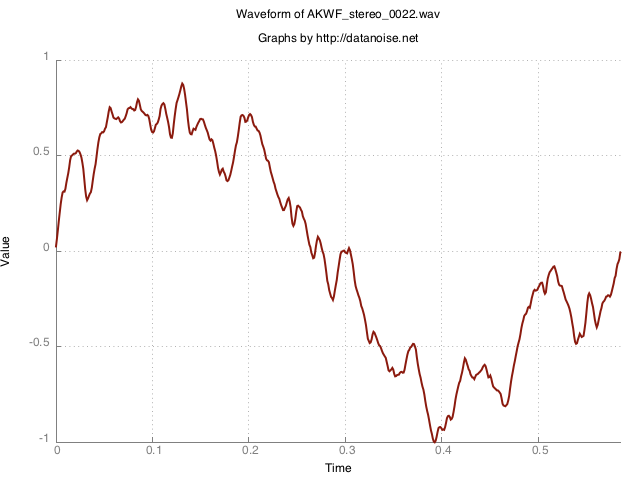 Waveform of AKWF_stereo_0022.wav
Graphs by http://datanoise.net
1
0.5
0
-0.5
-1
Value
0 0.1 0.2 0.3 0.4 0.5
Time